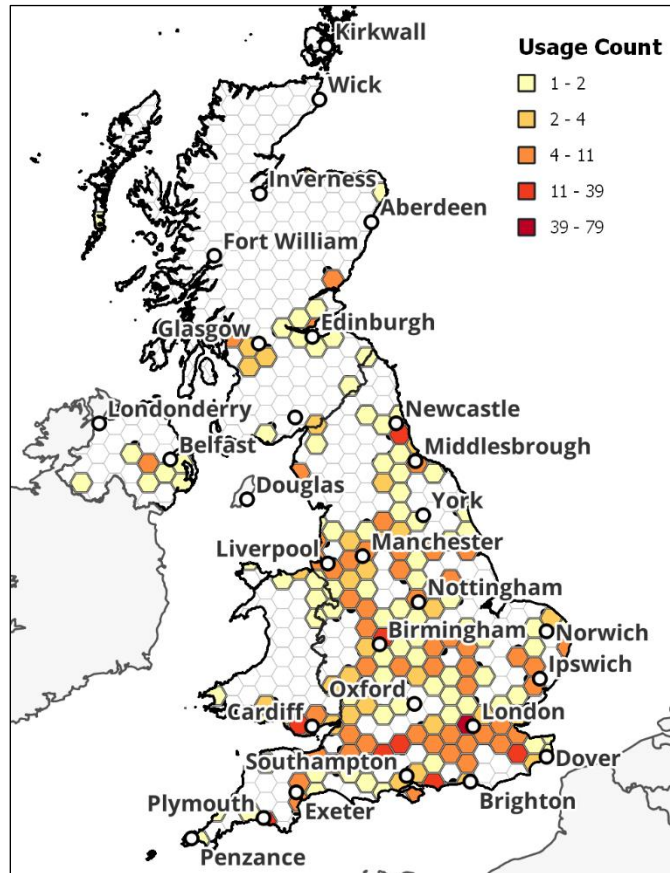 Kirkwall
Usage Count
1 - 2
2 - 4
4 - 11
11 - 39
39 - 79
Wick
Inverness
Aberdeen
Fort William
Glasgow
Edinburgh
Londonderry
Newcastle
Belfast
Middlesbrough
Douglas
York
Liverpool
Manchester
Nottingham
Birmingham
Norwich
Ipswich
Oxford
Cardiff
London
Southampton
Dover
Plymouth
Exeter
Brighton
Penzance